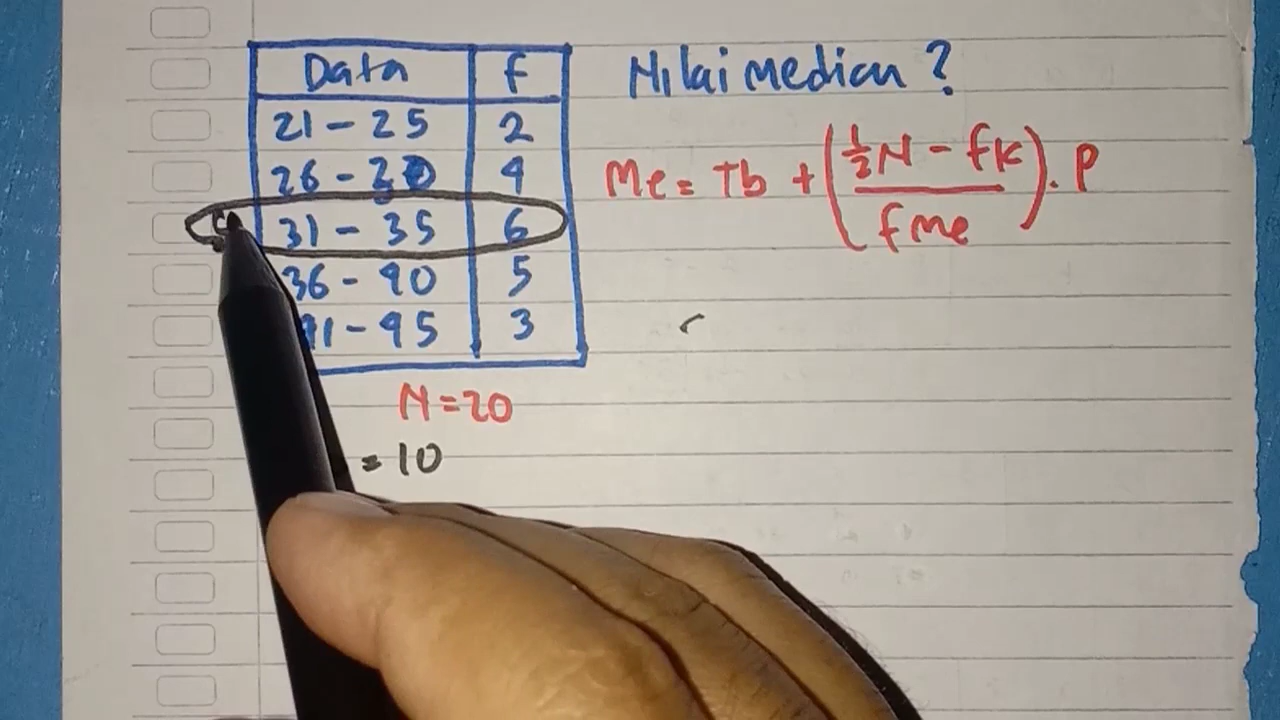 Data f
21 - 25 2
26 - 30 4
31 - 35 6
36 - 40 5
41 - 45 3
N = 20
= 10
Nilai median ?
Me = Tb + (½N - fk / fme) . P